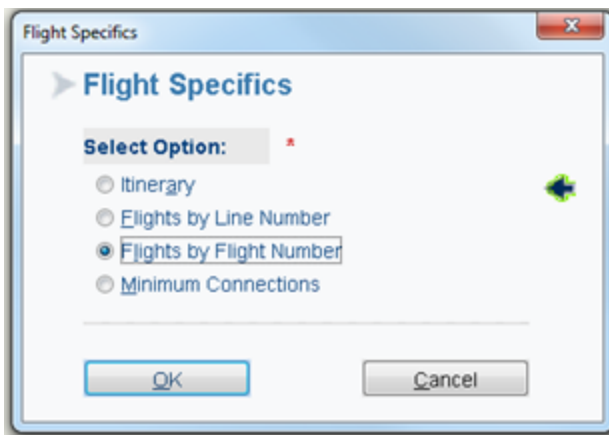 Flight Specifics
Flight Specifics
Select Option: *
Itinerary
Flights by Line Number
Flights by Flight Number
Minimum Connections
OK
Cancel